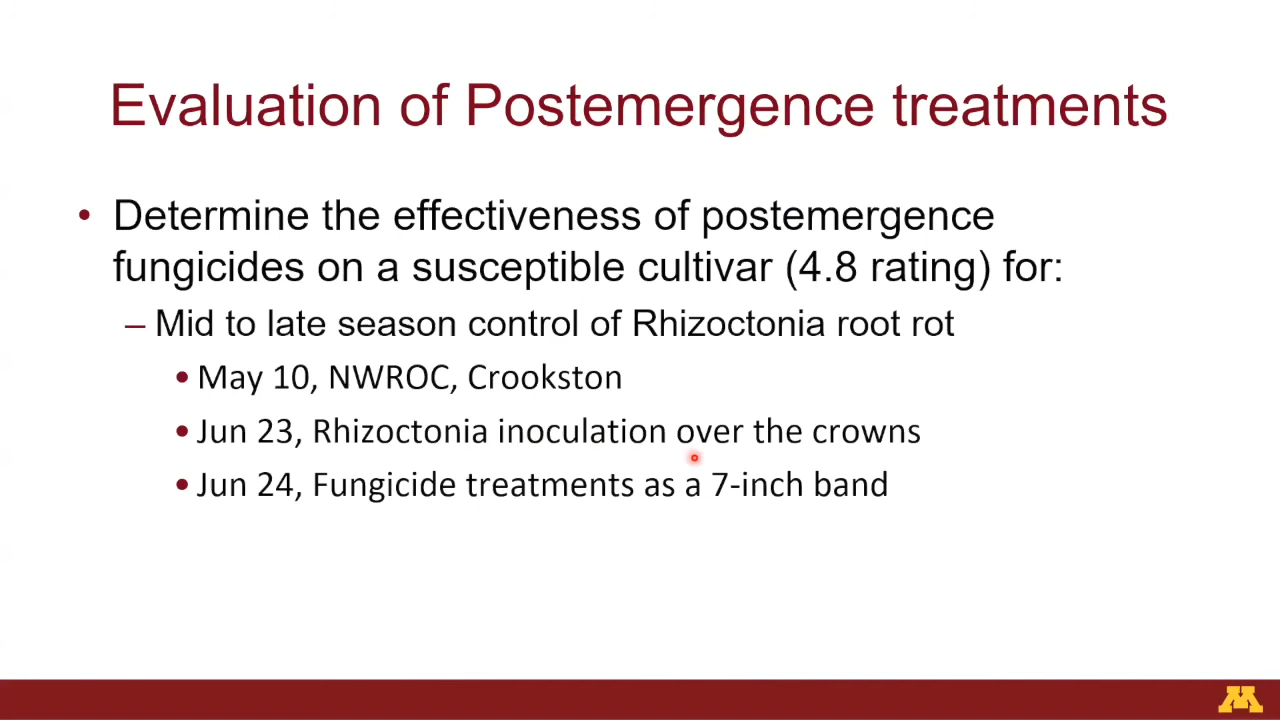 Evaluation of Postemergence treatments
• Determine the effectiveness of postemergence
fungicides on a susceptible cultivar (4.8 rating) for:
– Mid to late season control of Rhizoctonia root rot
• May 10, NWROC, Crookston
• Jun 23, Rhizoctonia inoculation over the crowns
• Jun 24, Fungicide treatments as a 7-inch band
M